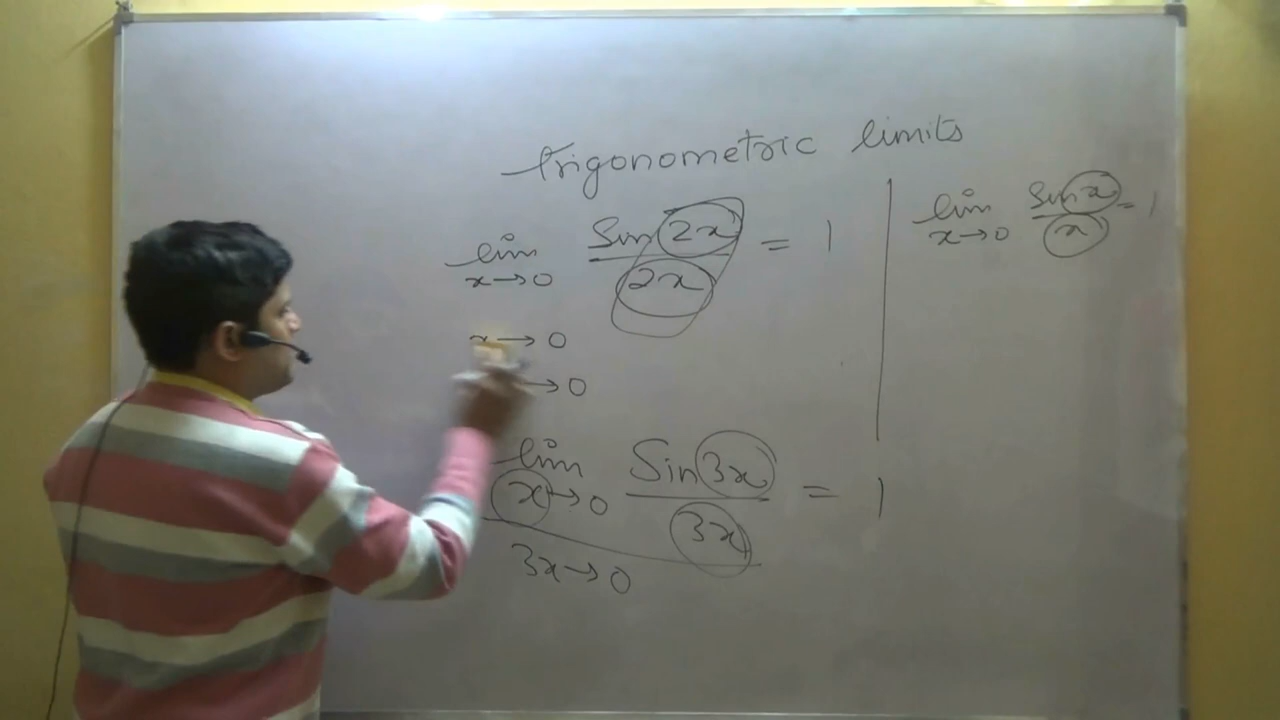 Trigonometric limits
lim x→0 Sin 2x / 2x = 1
x→0
→0
lim x→0 Sin 3x / 3x = 1
3x→0
lim x→0 Sin x / x = 1